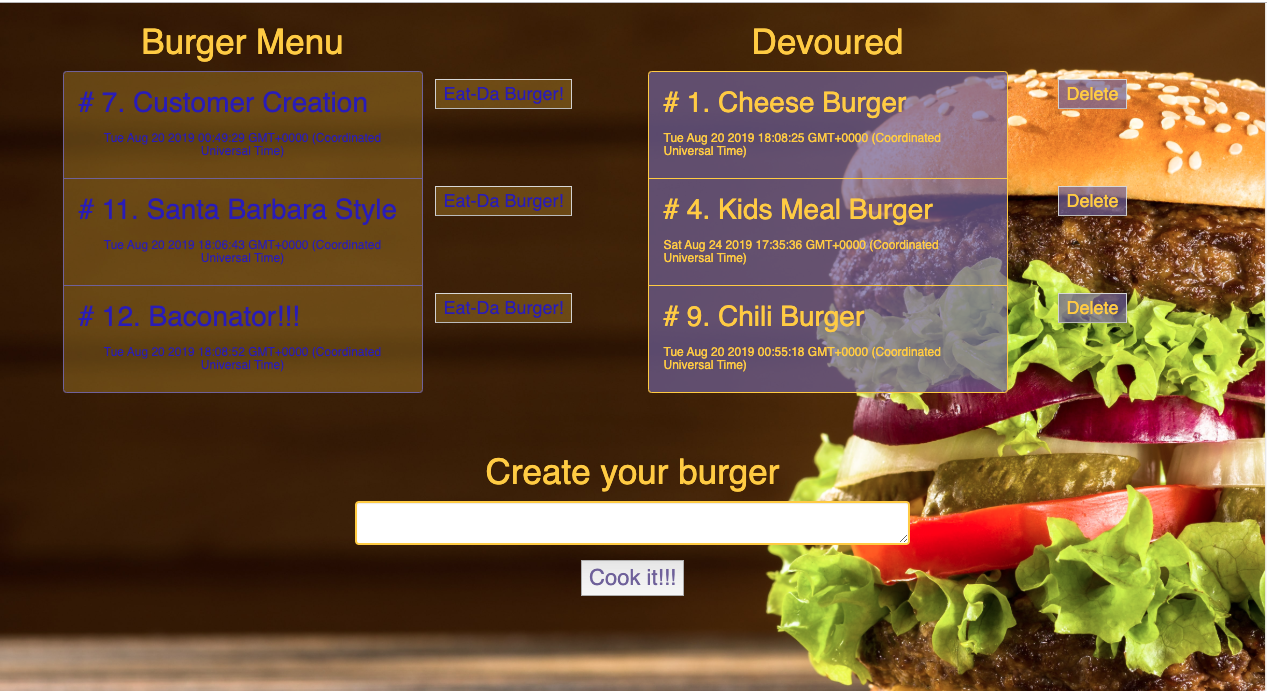 Burger Menu
# 7. Customer Creation
Tue Aug 20 2019 00:49:29 GMT+0000 (Coordinated
Universal Time)
Eat-Da Burger!
# 11. Santa Barbara Style
Tue Aug 20 2019 18:06:43 GMT+0000 (Coordinated
Universal Time)
Eat-Da Burger!
# 12. Baconator!!!
Tue Aug 20 2019 18:08:52 GMT+0000 (Coordinated
Universal Time)
Eat-Da Burger!
Devoured
# 1. Cheese Burger
Tue Aug 20 2019 18:08:25 GMT+0000 (Coordinated
Universal Time)
Delete
# 4. Kids Meal Burger
Sat Aug 24 2019 17:35:36 GMT+0000 (Coordinated
Universal Time)
Delete
# 9. Chili Burger
Tue Aug 20 2019 00:55:18 GMT+0000 (Coordinated
Universal Time)
Delete
Create your burger
Cook it!!!